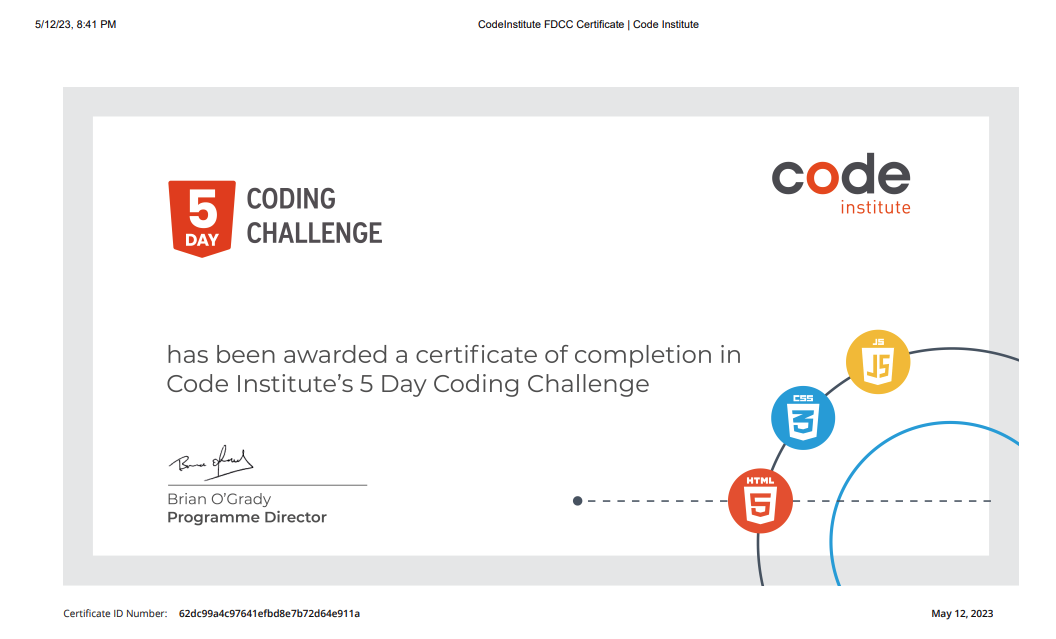 5/12/23, 8:41 PM
CodeInstitute FDCC Certificate | Code Institute
5
DAY
CODING
CHALLENGE
code
institute
has been awarded a certificate of completion in
Code Institute’s 5 Day Coding Challenge
JS
JS
CSS
3
HTML
5
Brian O’Grady
Programme Director
Certificate ID Number: 62dc99a4c97641efbd8e7b72d64e911a
May 12, 2023